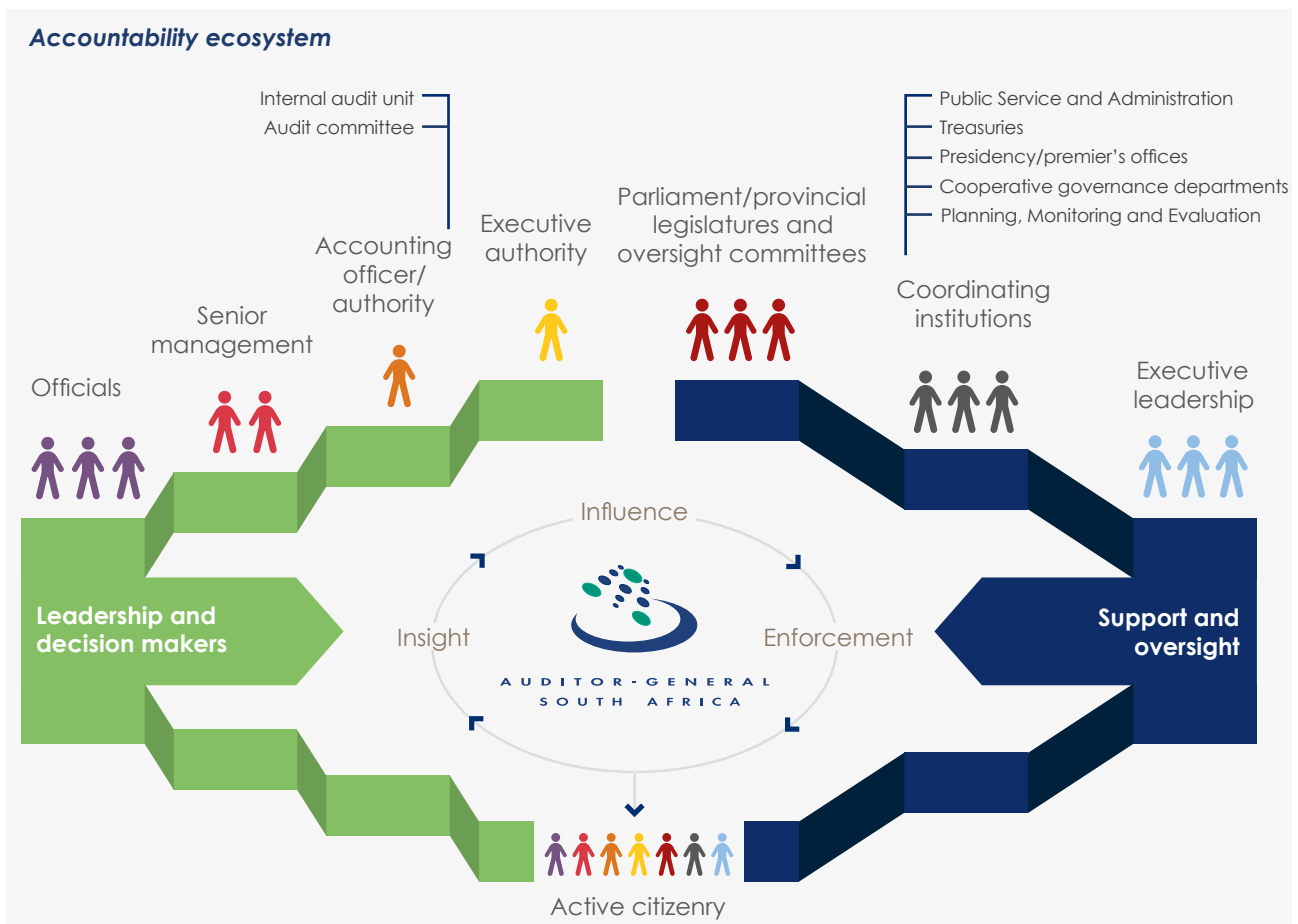 Accountability ecosystem
Internal audit unit
Audit committee
Public Service and Administration
Treasuries
Presidency/premier's offices
Cooperative governance departments
Planning, Monitoring and Evaluation
Officials
Senior
management
Accounting
officer/
authority
Executive
authority
Parliament/provincial
legislatures and
oversight committees
Coordinating
institutions
Executive
leadership
Influence
Leadership and
decision makers
Insight
Enforcement
Support and
oversight
AUDITOR-GENERAL
SOUTH AFRICA
Active citizenry